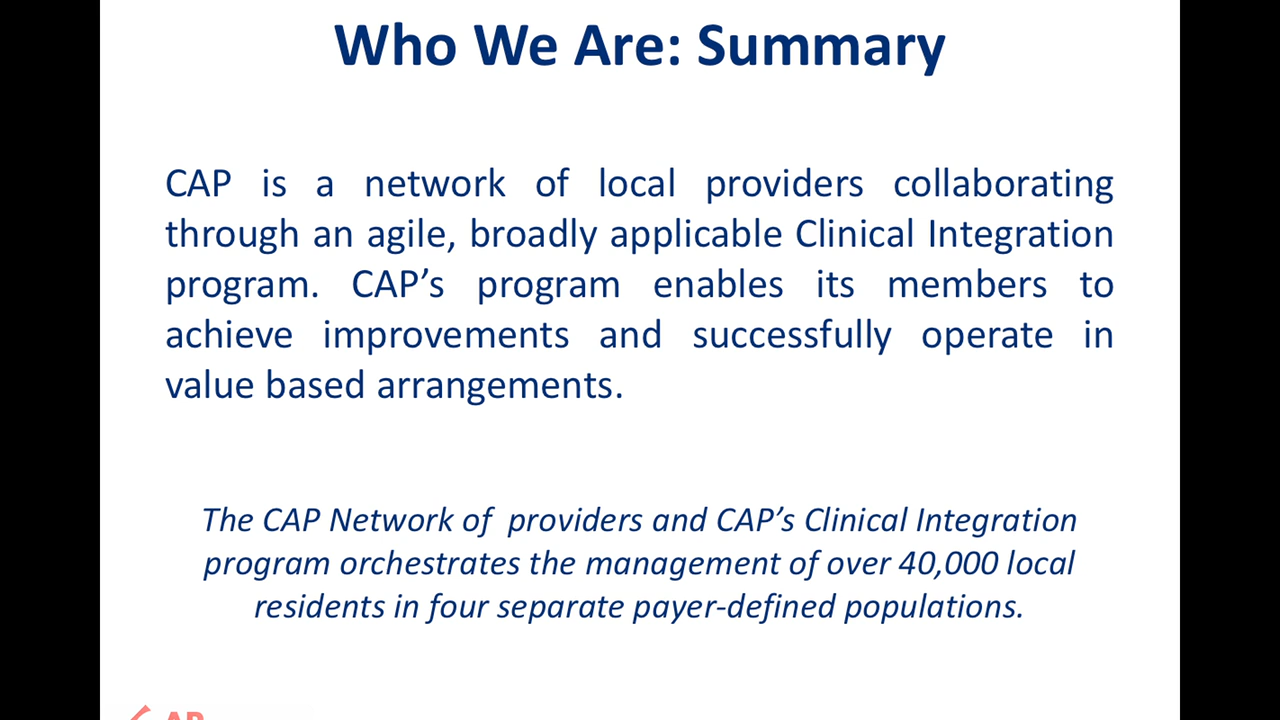 Who We Are: Summary
CAP is a network of local providers collaborating
through an agile, broadly applicable Clinical Integration
program. CAP’s program enables its members to
achieve improvements and successfully operate in
value based arrangements.
The CAP Network of  providers and CAP’s Clinical Integration
program orchestrates the management of over 40,000 local
residents in four separate payer-defined populations.